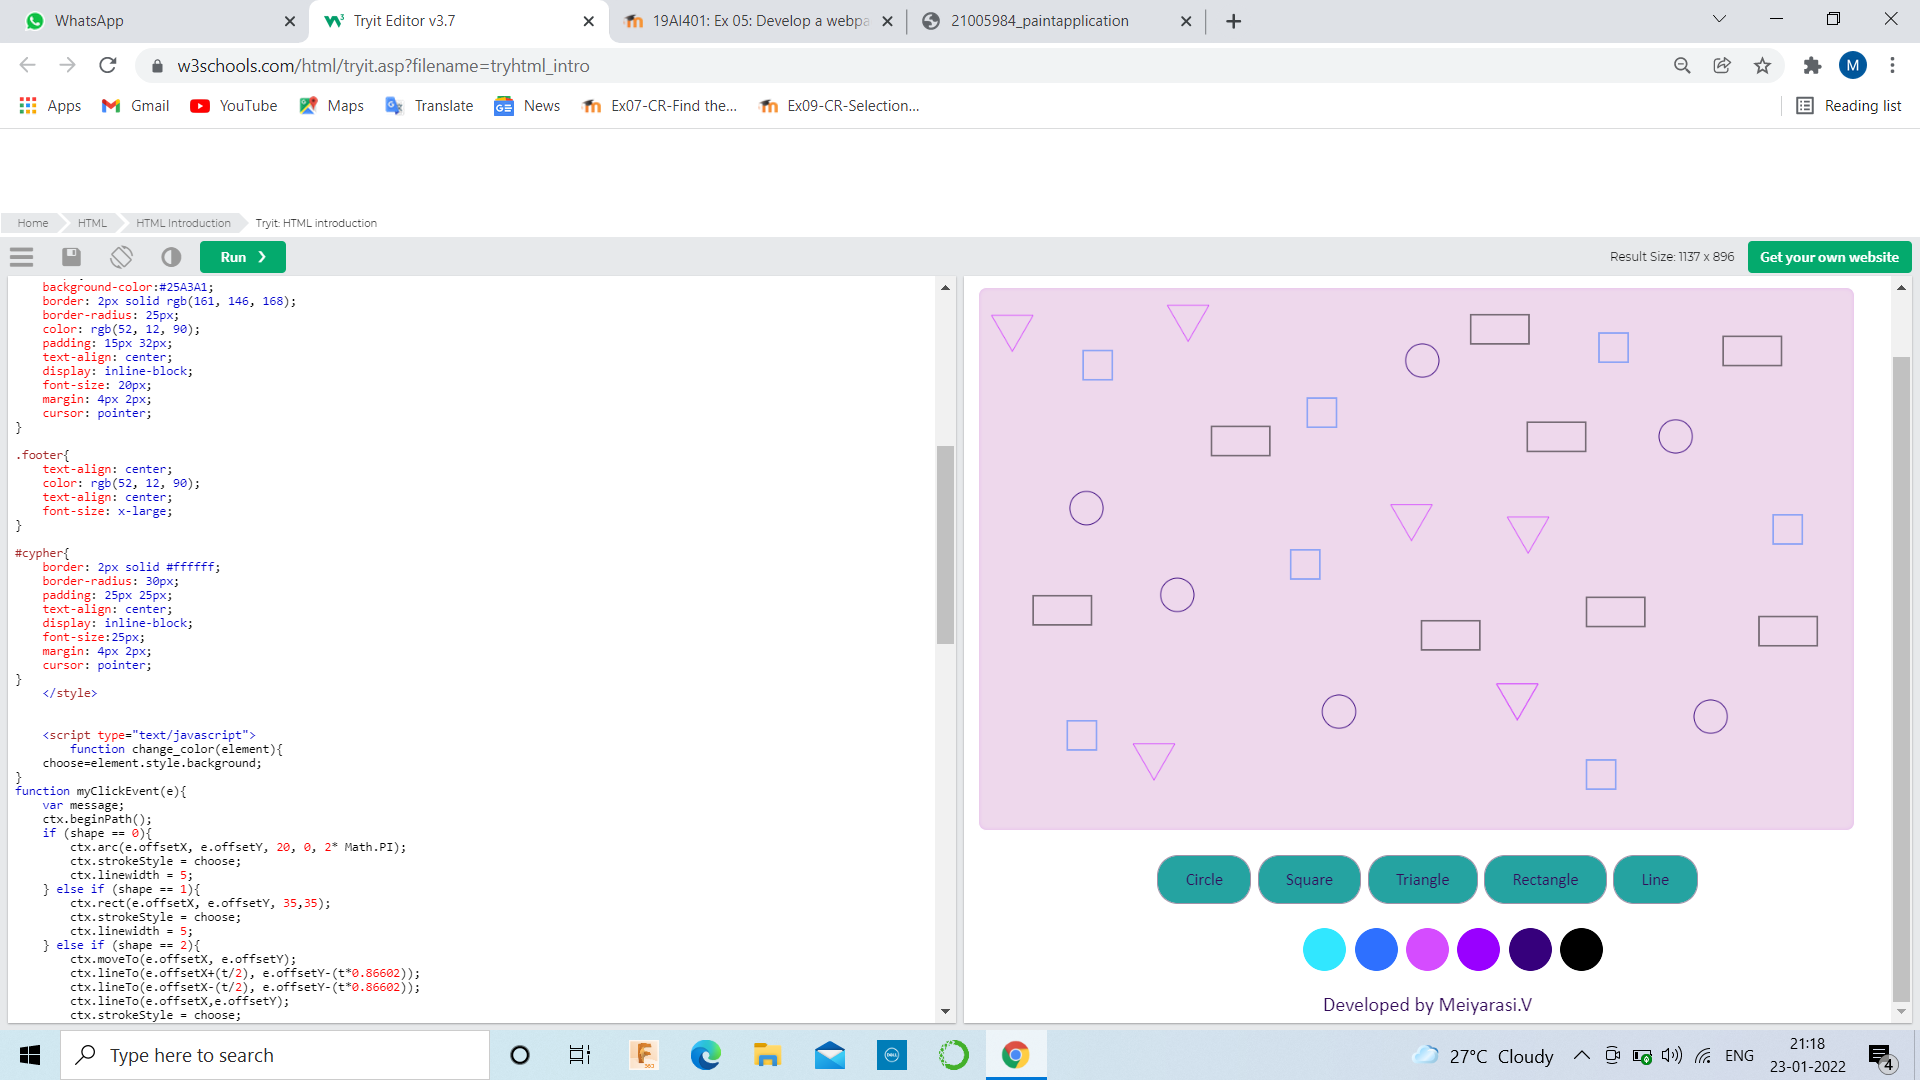 WhatsApp
Tryit Editor v3.7
19AI401: Ex 05: Develop a webpa
21005984_paintapplication
w3schools.com/html/tryit.asp?filename=tryhtml_intro
M
Apps
Gmail
YouTube
Maps
Translate
News
Ex07-CR-Find the...
Ex09-CR-Selection...
Reading list
Home
HTML
HTML Introduction
Tryit: HTML introduction
Run ❯
Result Size: 1137 x 896
Get your own website
background-color:#25A3A1;
border: 2px solid rgb(161, 146, 168);
border-radius: 25px;
color: rgb(52, 12, 90);
padding: 15px 32px;
text-align: center;
display: inline-block;
font-size: 20px;
margin: 4px 2px;
cursor: pointer;
}
.footer{
text-align: center;
color: rgb(52, 12, 90);
text-align: center;
font-size: x-large;
}
#cypher{
border: 2px solid #ffffff;
border-radius: 30px;
padding: 25px 25px;
text-align: center;
display: inline-block;
font-size:25px;
margin: 4px 2px;
cursor: pointer;
}
</style>
<script type="text/javascript">
function change_color(element){
choose=element.style.background;
}
function myClickEvent(e){
var message;
ctx.beginPath();
if (shape == 0){
ctx.arc(e.offsetX, e.offsetY, 20, 0, 2* Math.PI);
ctx.strokeStyle = choose;
ctx.linewidth = 5;
} else if (shape == 1){
ctx.rect(e.offsetX, e.offsetY, 35,35);
ctx.strokeStyle = choose;
ctx.linewidth = 5;
} else if (shape == 2){
ctx.moveTo(e.offsetX, e.offsetY);
ctx.lineTo(e.offsetX+(t/2), e.offsetY-(t*0.86602));
ctx.lineTo(e.offsetX-(t/2), e.offsetY-(t*0.86602));
ctx.lineTo(e.offsetX,e.offsetY);
ctx.strokeStyle = choose;
Circle
Square
Triangle
Rectangle
Line
Developed by Meiyarasi.V
Type here to search
27°C Cloudy
ENG
21:18
23-01-2022
4